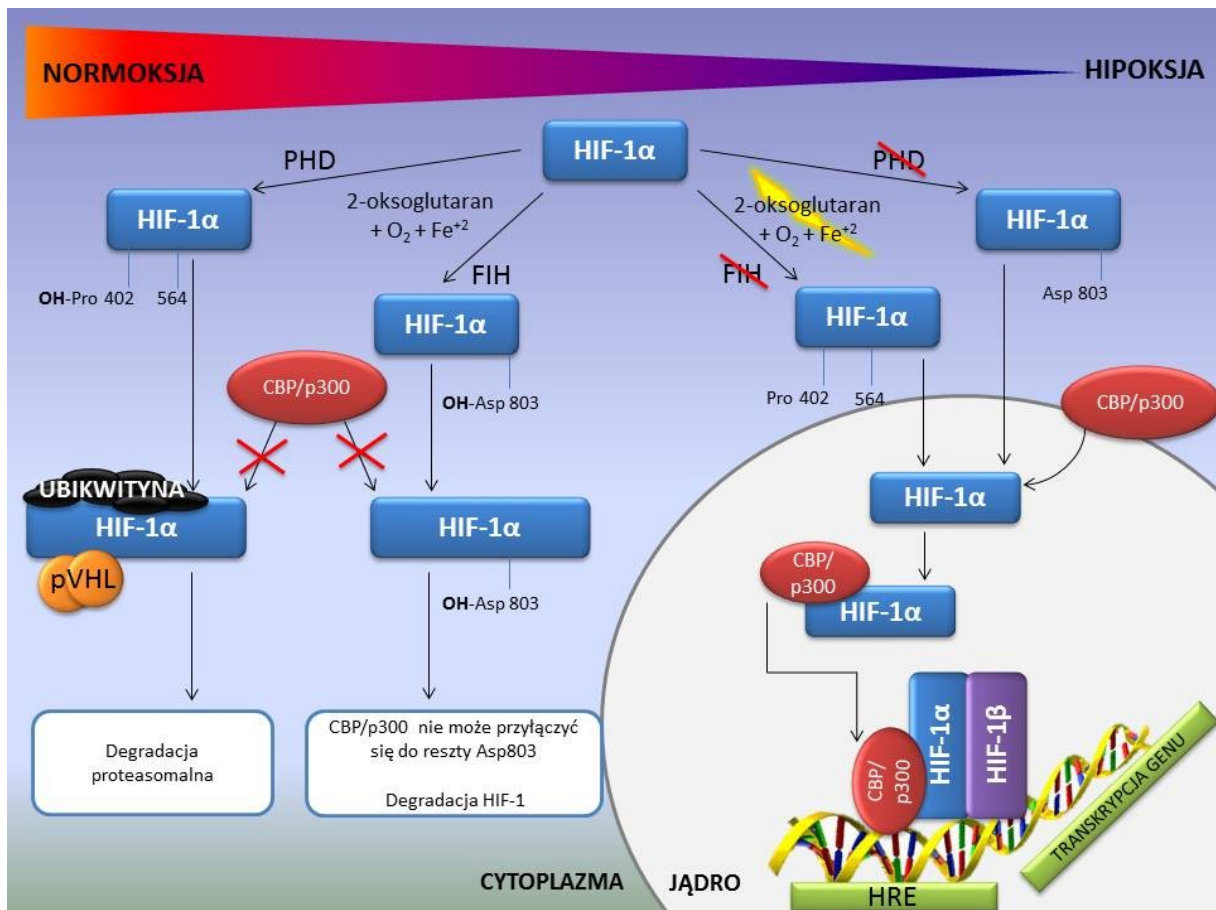 NORMOKSJA
HIPOKSJA
HIF-1α
PHD
PHD
HIF-1α
2-oksoglutaran
+ O₂ + Fe⁺²
2-oksoglutaran
+ O₂ + Fe⁺²
HIF-1α
FIH
FIH
OH-Pro 402
564
HIF-1α
HIF-1α
Asp 803
CBP/p300
OH-Asp 803
Pro 402
564
CBP/p300
UBIKWITYNA
HIF-1α
HIF-1α
HIF-1α
pVHL
OH-Asp 803
CBP/
p300
HIF-1α
Degradacja
proteasomalna
CBP/p300 nie może przyłączyć
się do reszty Asp803
Degradacja HIF-1
CBP/
p300
HIF-1α
HIF-1β
TRANSKRYPCJA GENU
CYTOPLAZMA
JĄDRO
HRE